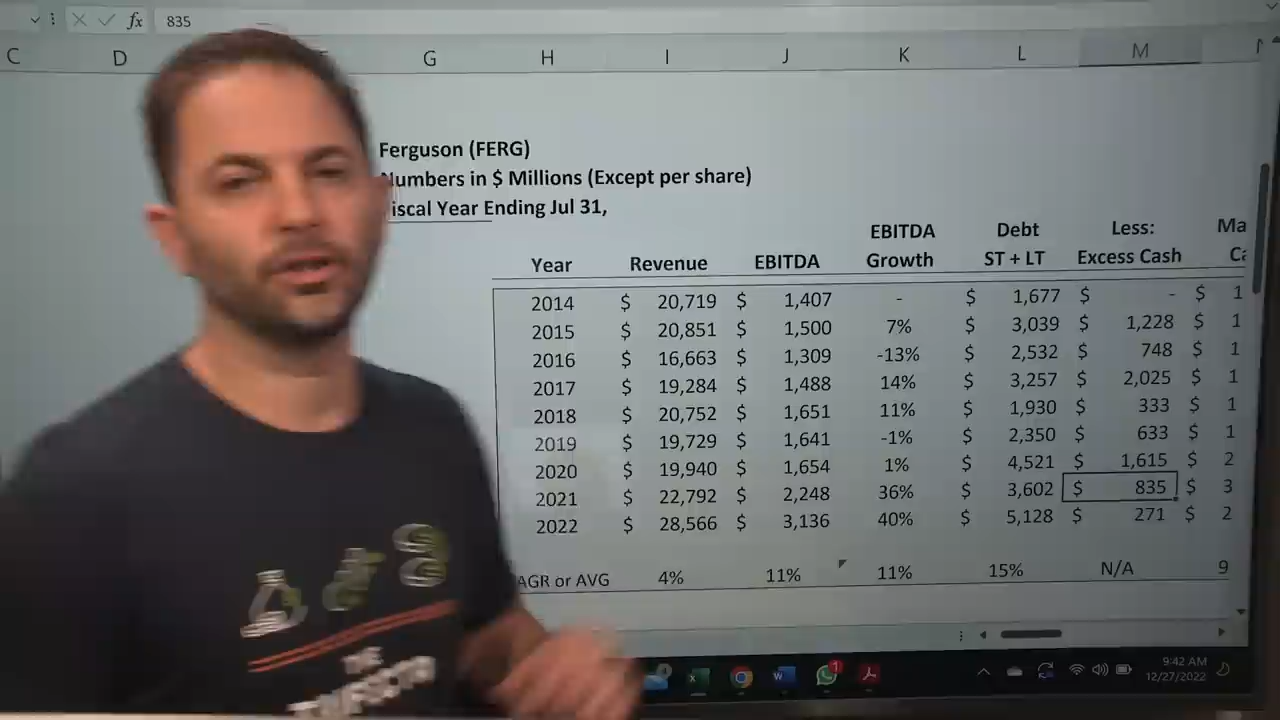 fx 835
C D G H I J K L M
Ferguson (FERG)
Numbers in $ Millions (Except per share)
iscal Year Ending Jul 31,
EBITDA Debt Less: Ma
Year Revenue EBITDA Growth ST + LT Excess Cash Ca
2014 $ 20,719 $ 1,407 - $ 1,677 $ - $ 1
2015 $ 20,851 $ 1,500 7% $ 3,039 $ 1,228 $ 1
2016 $ 16,663 $ 1,309 -13% $ 2,532 $ 748 $ 1
2017 $ 19,284 $ 1,488 14% $ 3,257 $ 2,025 $ 1
2018 $ 20,752 $ 1,651 11% $ 1,930 $ 333 $ 1
2019 $ 19,729 $ 1,641 -1% $ 2,350 $ 633 $ 1
2020 $ 19,940 $ 1,654 1% $ 4,521 $ 1,615 $ 2
2021 $ 22,792 $ 2,248 36% $ 3,602 $ 835 $ 3
2022 $ 28,566 $ 3,136 40% $ 5,128 $ 271 $ 2
AGR or AVG 4% 11% 11% 15% N/A 9
THE
9:42 AM
12/27/2022